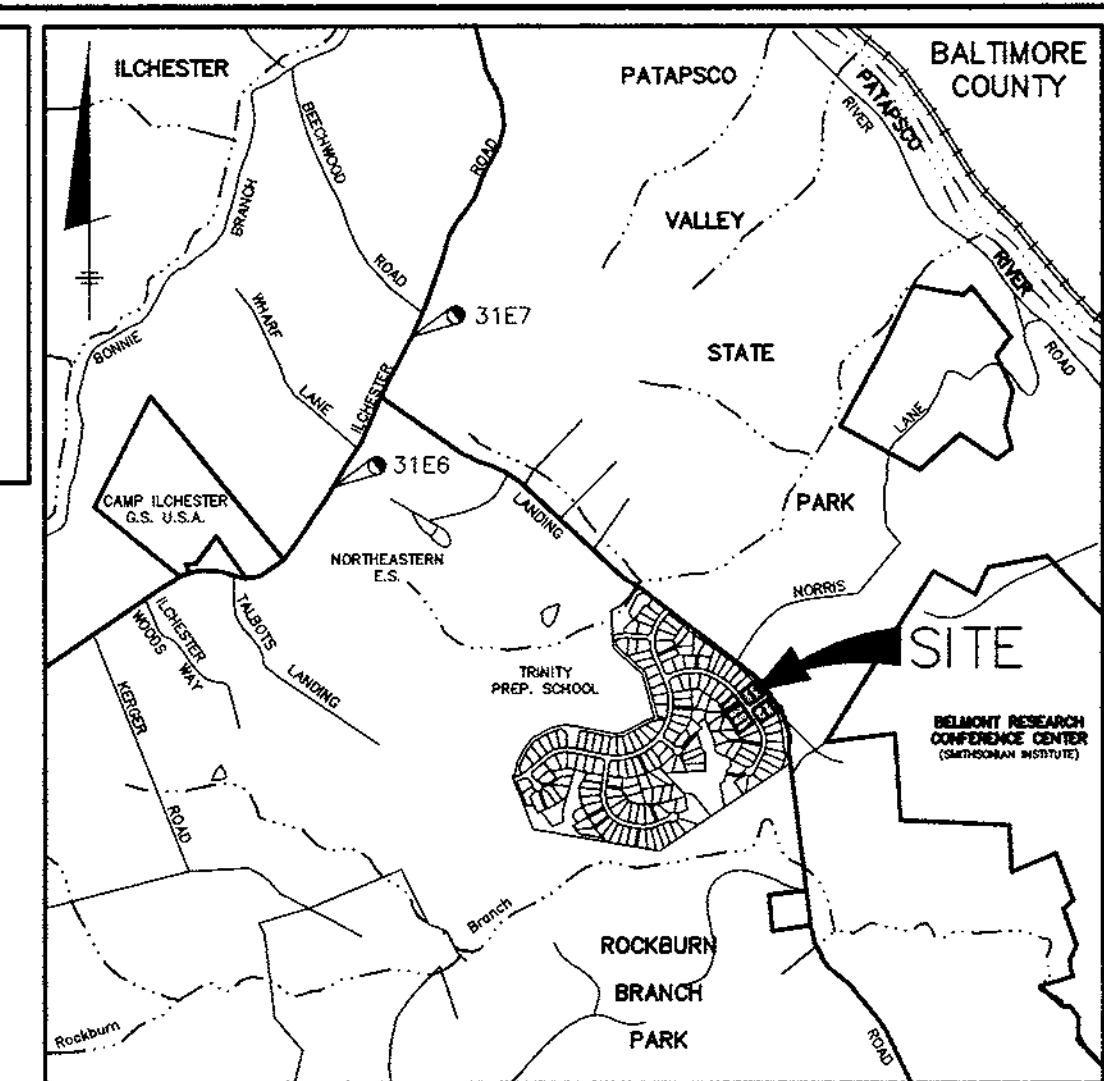 ILCHESTER
PATAPSCO
BALTIMORE
COUNTY
PATAPSCO
RIVER
RIVER
ROAD
BEECHWOOD
ROAD
ROAD
BRANCH
BONNIE
VALLEY
WHARF
LANE
ILCHESTER
31E7
STATE
LANE
31E6
CAMP ILCHESTER
G.S. U.S.A.
LANDING
PARK
NORTHEASTERN
E.S.
NORRIS
ILCHESTER
WOODS WAY
TALBOTS
LANDING
SITE
TRINITY
PREP. SCHOOL
KERGER
ROAD
BELMONT RESEARCH
CONFERENCE CENTER
(SMITHSONIAN INSTITUTE)
Branch
Rockburn
ROCKBURN
BRANCH
PARK
ROAD